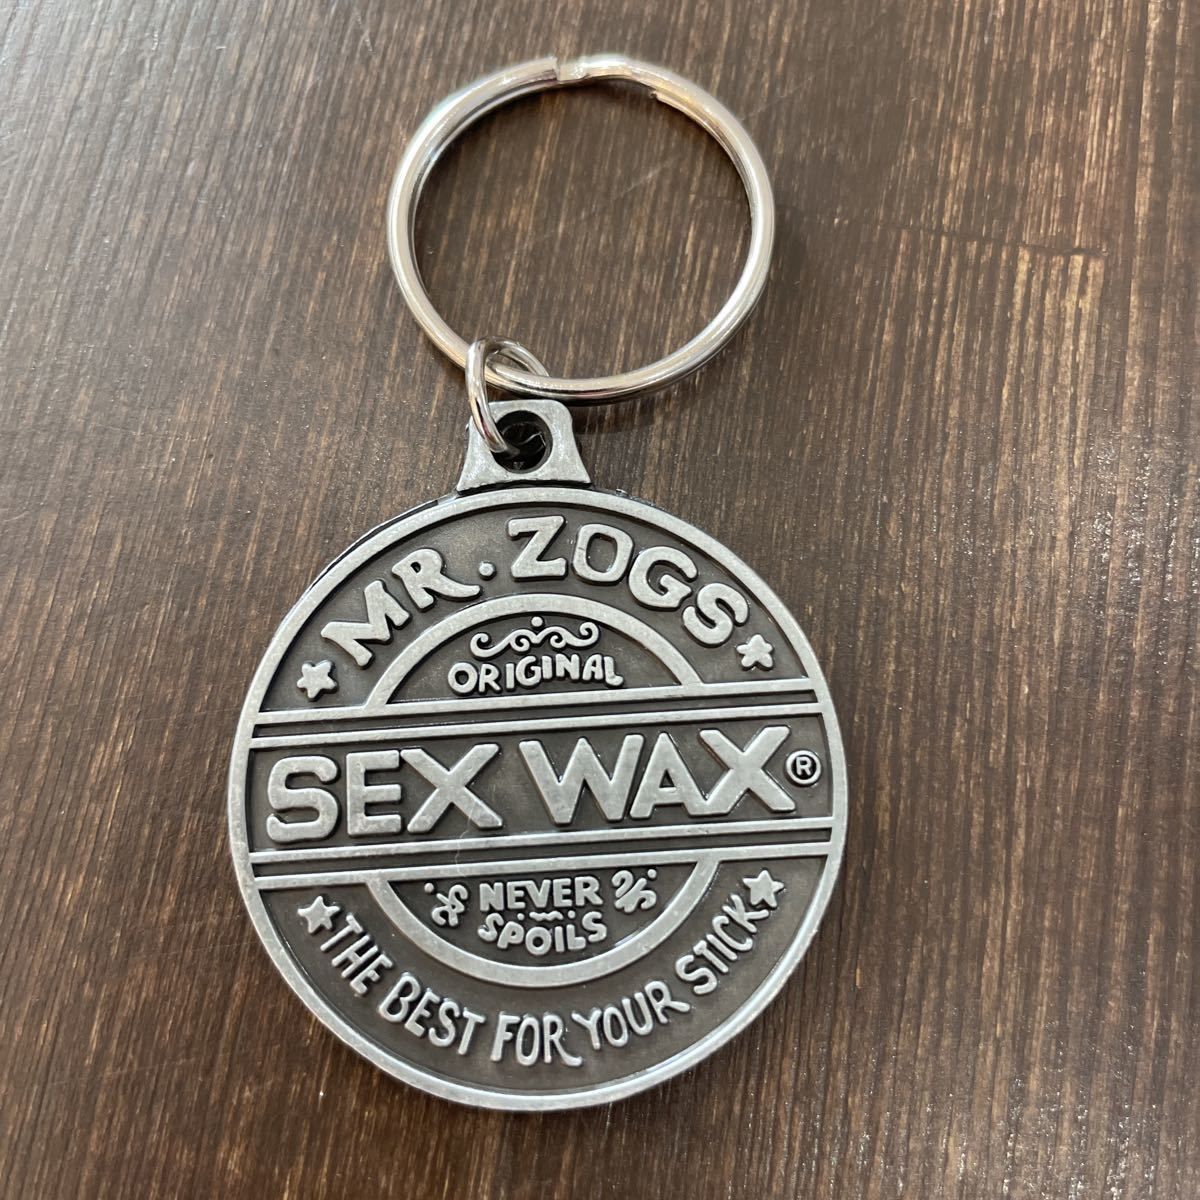 MR. ZOGS
ORIGINAL
SEX WAX®
NEVER
SPOILS
THE BEST FOR YOUR STICK